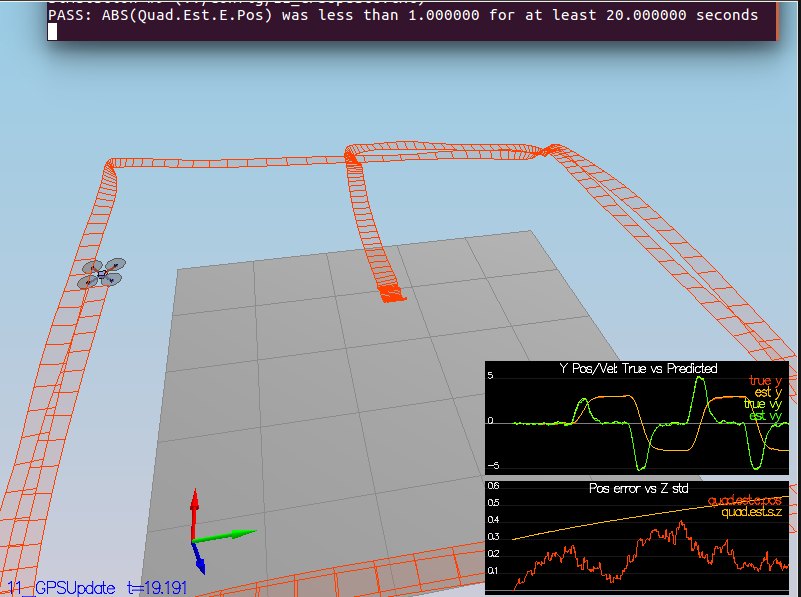 PASS: ABS(Quad.Est.E.Pos) was less than 1.000000 for at least 20.000000 seconds
Y Pos/Vel: True vs Predicted
5
0
-5
true y
est y
true vy
est vy
Pos error vs Z std
0.6
0.5
0.4
0.3
0.2
0.1
quad.est.e.pos
quad.est.s.z
11_GPSUpdate t=19.191